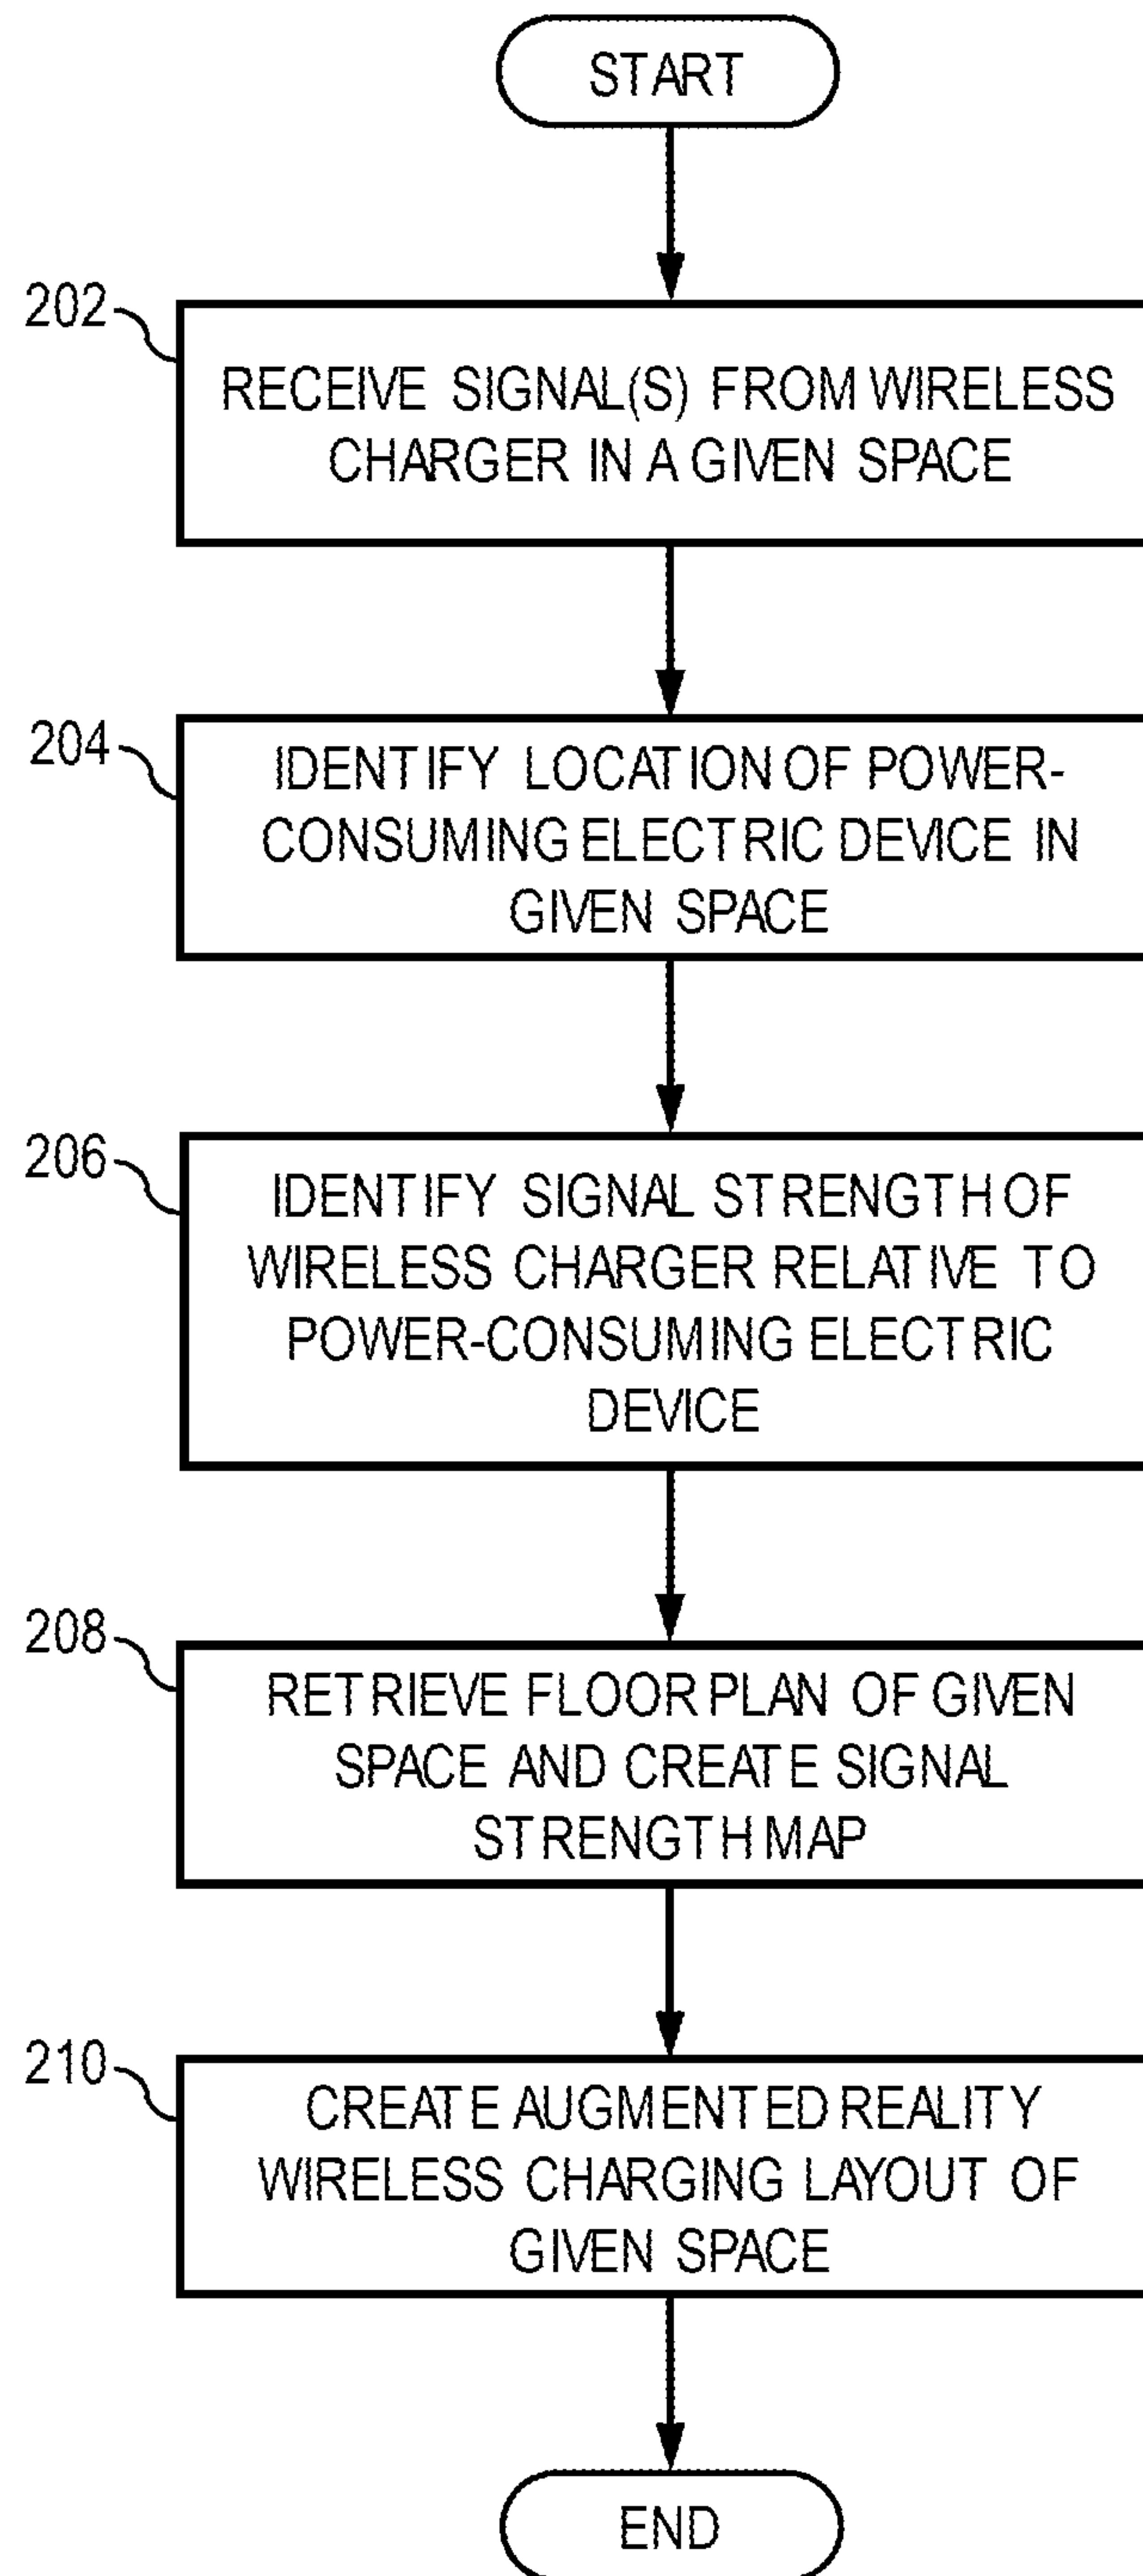 START
202
RECEIVE SIGNAL(S) FROM WIRELESS
CHARGER IN A GIVEN SPACE
204
IDENTIFY LOCATION OF POWER-
CONSUMING ELECTRIC DEVICE IN
GIVEN SPACE
206
IDENTIFY SIGNAL STRENGTH OF
WIRELESS CHARGER RELATIVE TO
POWER-CONSUMING ELECTRIC
DEVICE
208
RETRIEVE FLOOR PLAN OF GIVEN
SPACE AND CREATE SIGNAL
STRENGTH MAP
210
CREATE AUGMENTED REALITY
WIRELESS CHARGING LAYOUT OF
GIVEN SPACE
END